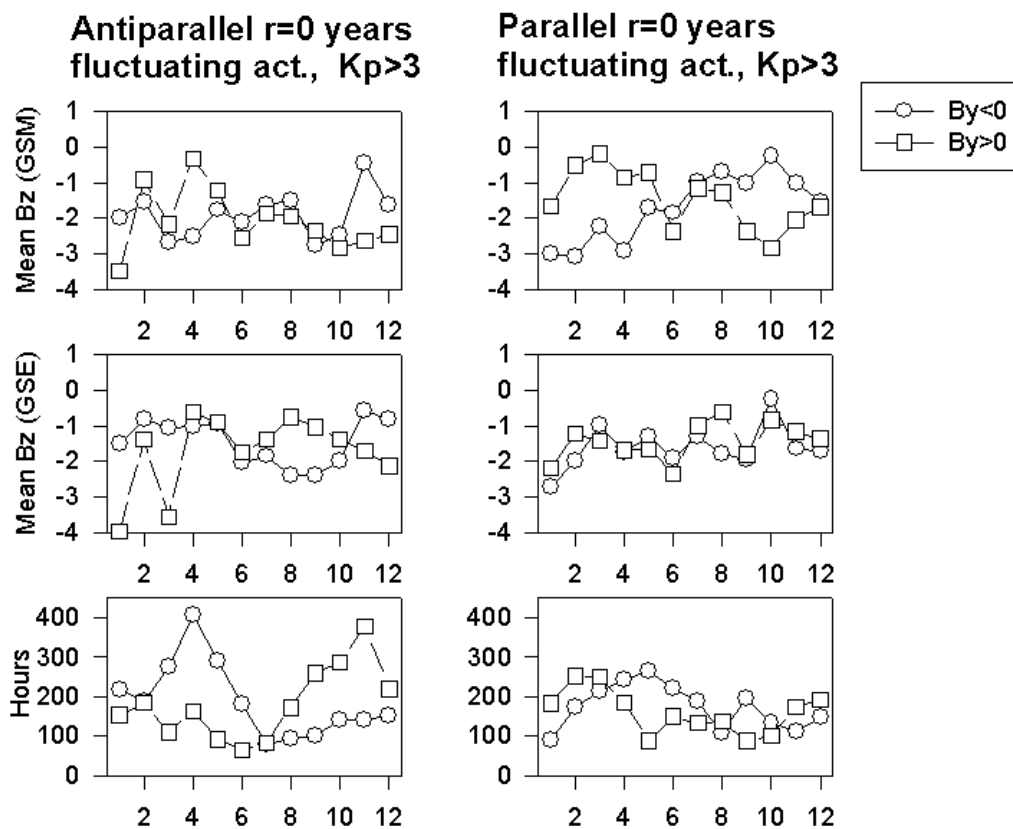 Antiparallel r=0 years
fluctuating act., Kp>3
Parallel r=0 years
fluctuating act., Kp>3
By<0
By>0
Mean Bz (GSM)
1
0
-1
-2
-3
-4
2 4 6 8 10 12
1
0
-1
-2
-3
-4
2 4 6 8 10 12
Mean Bz (GSE)
1
0
-1
-2
-3
-4
2 4 6 8 10 12
1
0
-1
-2
-3
-4
2 4 6 8 10 12
Hours
400
300
200
100
0
2 4 6 8 10 12
400
300
200
100
0
2 4 6 8 10 12